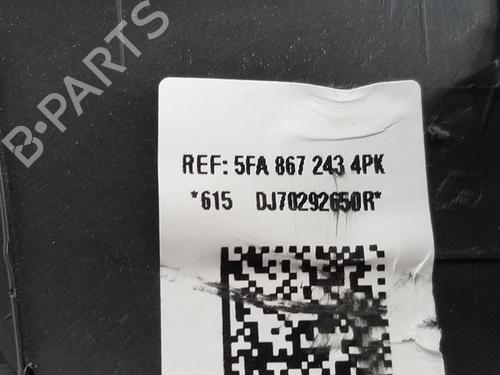 B-PARTS
REF: 5FA 867 243 4PK
*615 DJ70292650R*